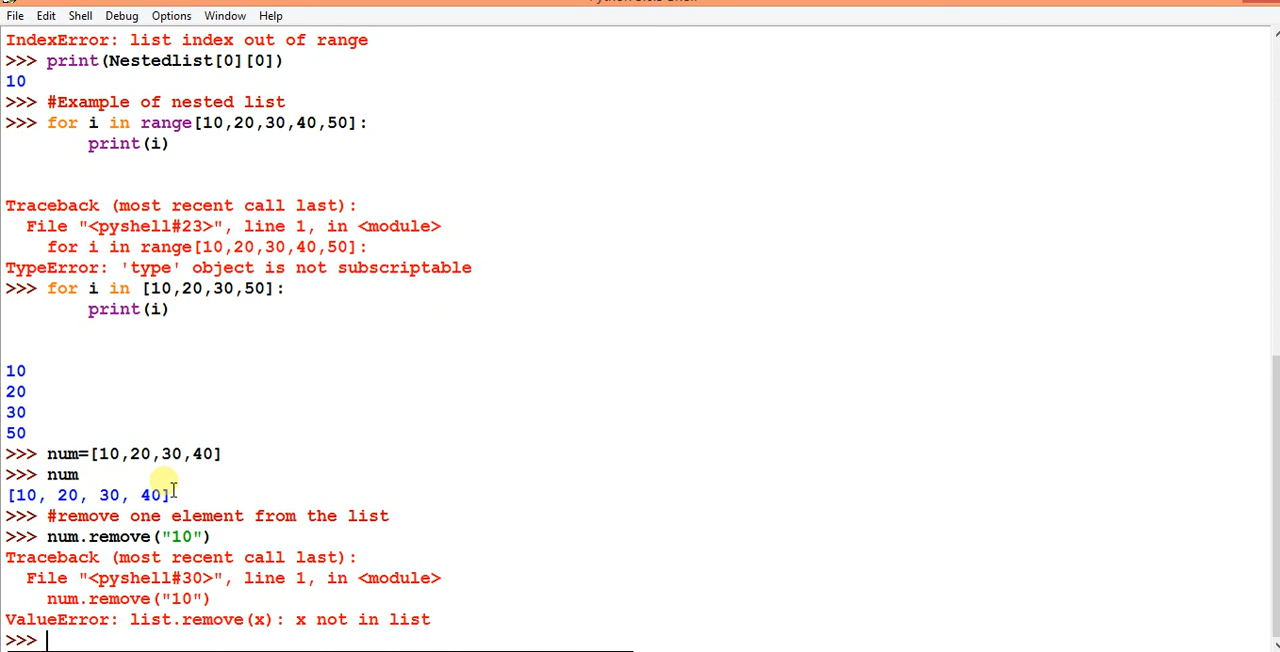 File Edit Shell Debug Options Window Help
IndexError: list index out of range
>>> print(Nestedlist[0][0])
10
>>> #Example of nested list
>>> for i in range[10,20,30,40,50]:
        print(i)
Traceback (most recent call last):
  File "<pyshell#23>", line 1, in <module>
    for i in range[10,20,30,40,50]:
TypeError: 'type' object is not subscriptable
>>> for i in [10,20,30,50]:
        print(i)
10
20
30
50
>>> num=[10,20,30,40]
>>> num
[10, 20, 30, 40]
>>> #remove one element from the list
>>> num.remove("10")
Traceback (most recent call last):
  File "<pyshell#30>", line 1, in <module>
    num.remove("10")
ValueError: list.remove(x): x not in list
>>>